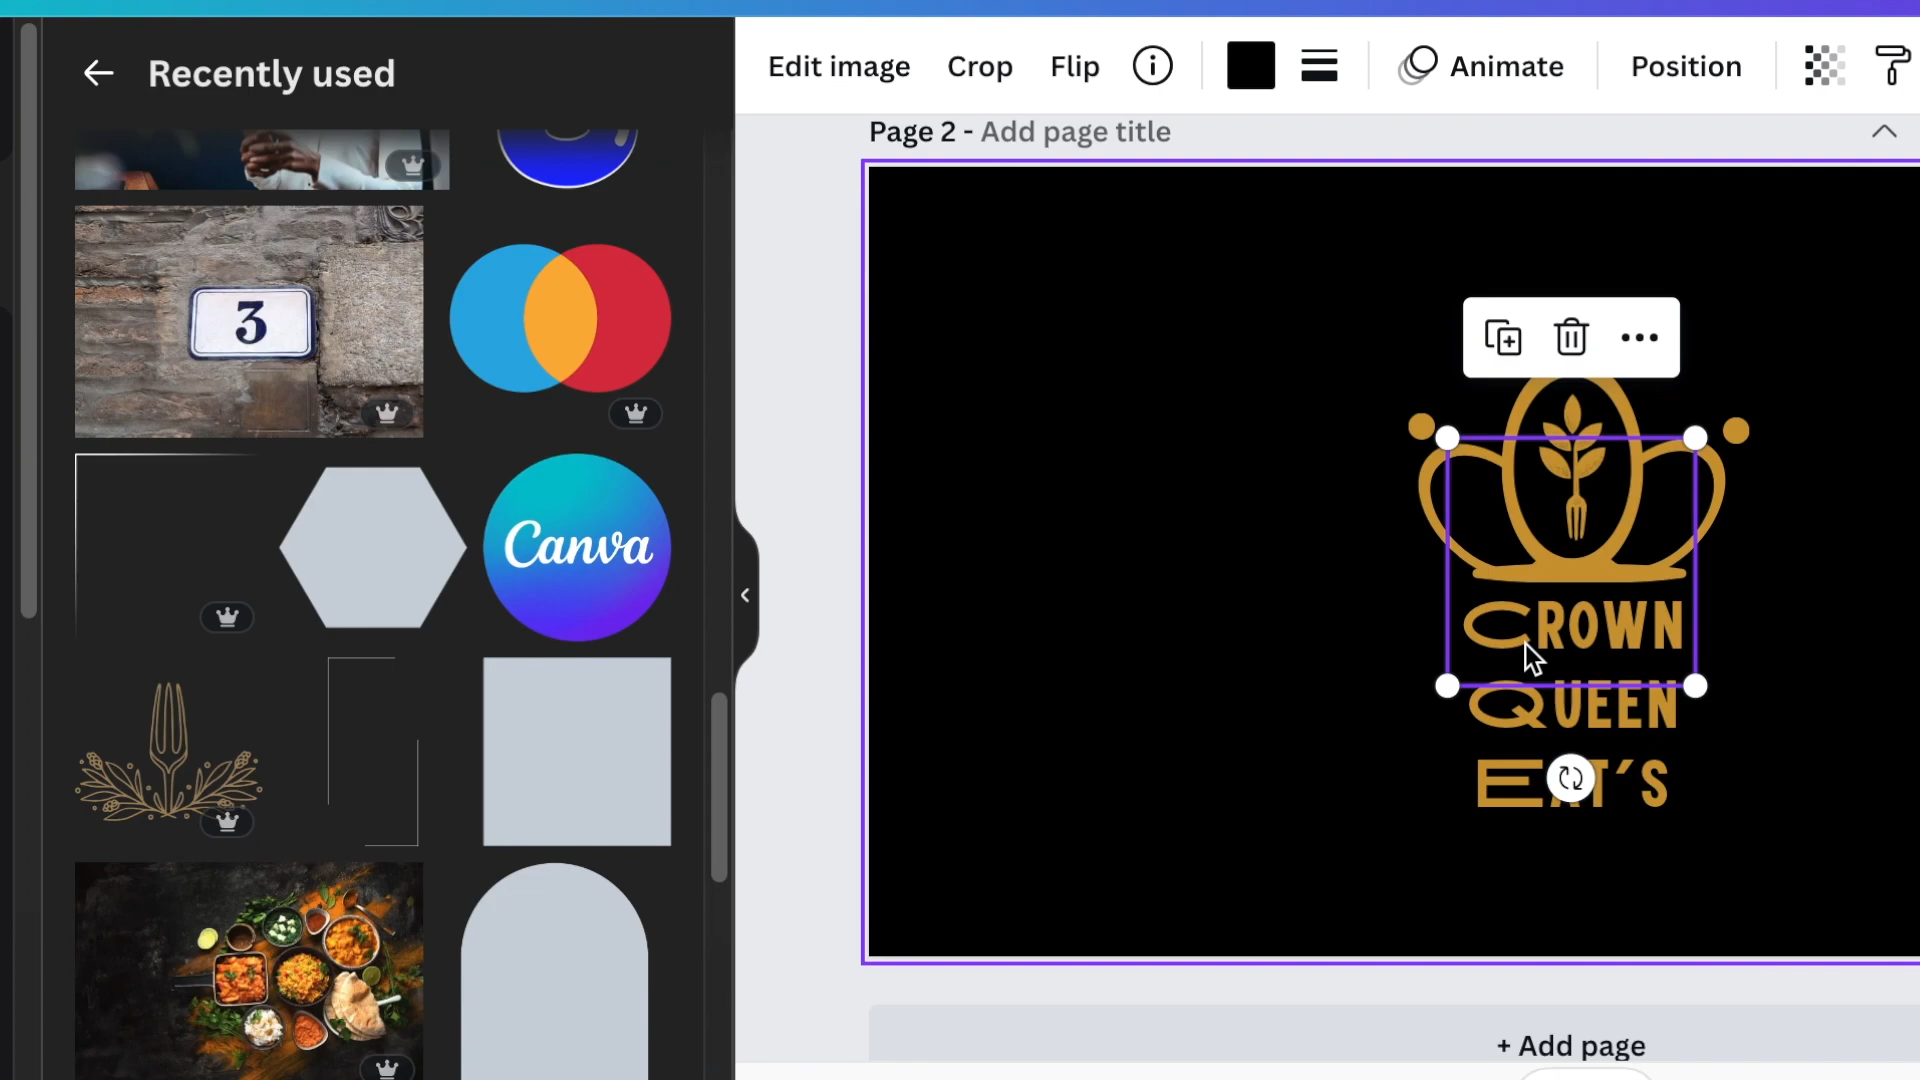 Recently used
Edit image
Crop
Flip
Animate
Position
Page 2 - Add page title
3
Canva
CROWN
QUEEN
E T´S
+ Add page